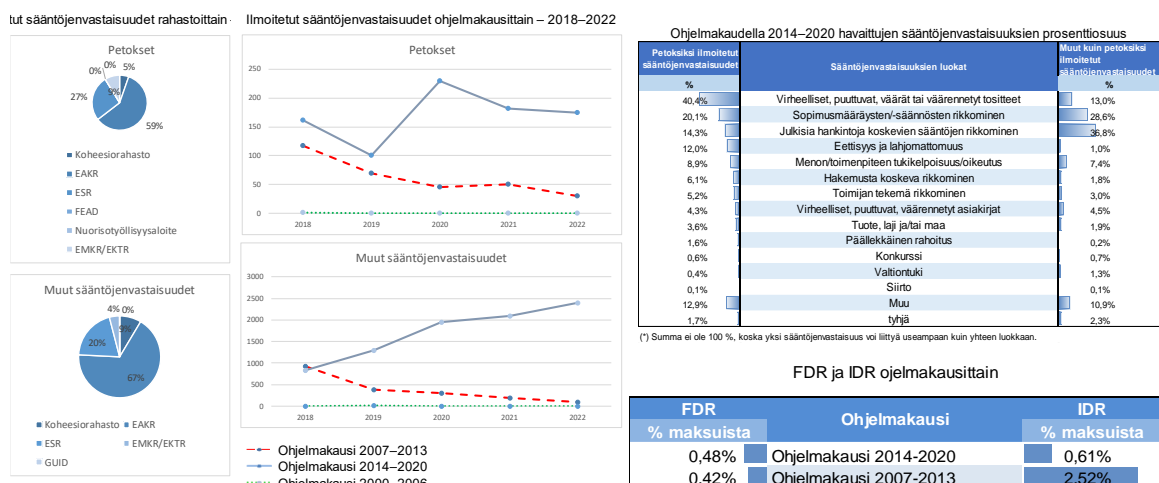 tut sääntöjenvastaisuudet rahastoittain -
Petokset
0% 0% 5%
9%
27%
59%
Koheesiorahasto
EAKR
ESR
FEAD
Nuorisotyöllisyysaloite
EMKR/EKTR
Muut sääntöjenvastaisuudet
4% 0%
9%
20%
67%
Koheesiorahasto EAKR
ESR EMKR/EKTR
GUID
Ilmoitetut sääntöjenvastaisuudet ohjelmakausittain – 2018–2022
Petokset
250
200
150
100
50
0
2018 2019 2020 2021 2022
Muut sääntöjenvastaisuudet
3000
2500
2000
1500
1000
500
0
2018 2019 2020 2021 2022
Ohjelmakausi 2007–2013
Ohjelmakausi 2014–2020
Ohjelmakausi 2000–2006
Ohjelmakaudella 2014–2020 havaittujen sääntöjenvastaisuuksien prosenttiosuus
Petoksiksi ilmoitetut sääntöjenvastaisuudet
Sääntöjenvastaisuuksien luokat
Muut kuin petoksiksi ilmoitetut sääntöjenvastaisuudet
% %
40,4% Virheelliset, puuttuvat, väärät tai väärennetyt tositteet 13,0%
20,1% Sopimusmääräysten/-säännösten rikkominen 28,6%
14,3% Julkisia hankintoja koskevien sääntöjen rikkominen 36,8%
12,0% Eettisyys ja lahjomattomuus 1,0%
8,9% Menon/toimenpiteen tukikelpoisuus/oikeutus 7,4%
6,1% Hakemusta koskeva rikkominen 1,8%
5,2% Toimijan tekemä rikkominen 3,0%
4,3% Virheelliset, puuttuvat, väärennetyt asiakirjat 4,5%
3,6% Tuote, laji ja/tai maa 1,9%
1,6% Päällekkäinen rahoitus 0,2%
0,6% Konkurssi 0,7%
0,4% Valtiontuki 1,3%
0,1% Siirto 0,1%
12,9% Muu 10,9%
1,7% tyhjä 2,3%
(*) Summa ei ole 100 %, koska yksi sääntöjenvastaisuus voi liittyä useampaan kuin yhteen luokkaan.
FDR ja IDR ojelmakausittain
FDR Ohjelmakausi IDR
% maksuista % maksuista
0,48% Ohjelmakausi 2014-2020 0,61%
0,42% Ohjelmakausi 2007-2013 2,52%